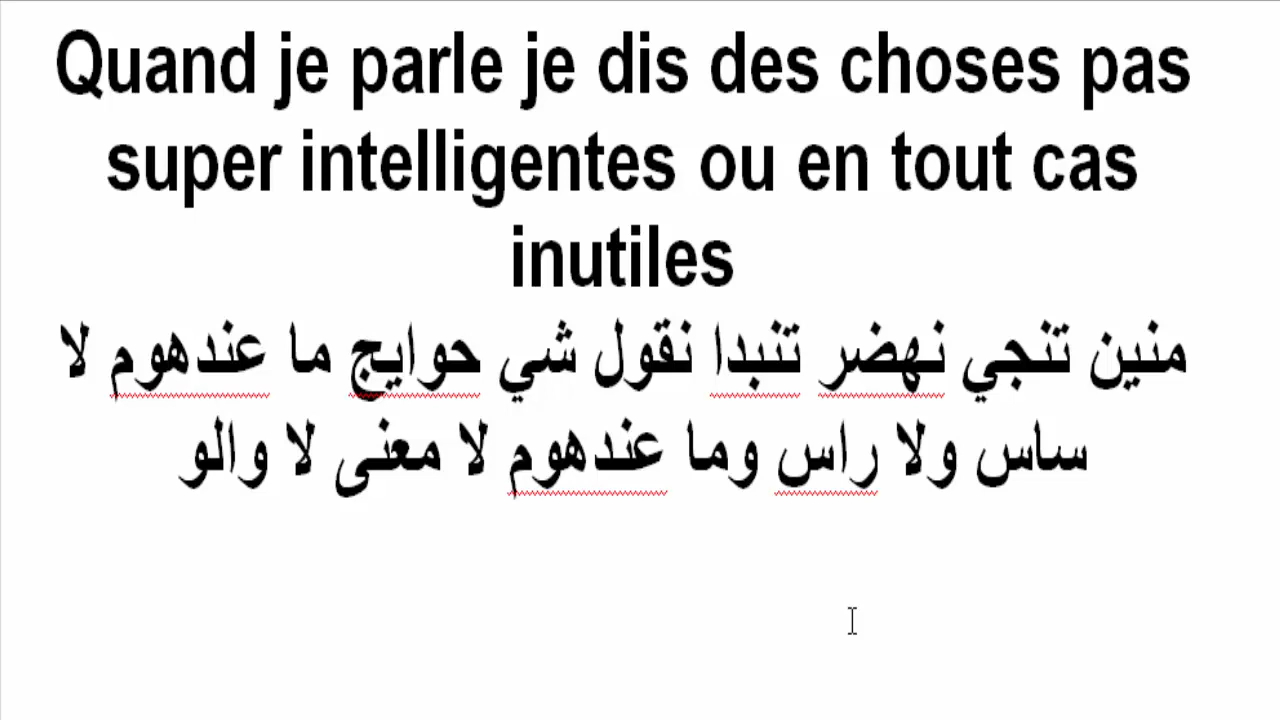 Quand je parle je dis des choses pas
super intelligentes ou en tout cas
inutiles
منين تنجي نهضر تنبدا نقول شي حوايج ما عندهوم لا
ساس ولا راس وما عندهوم لا معنى لا والو